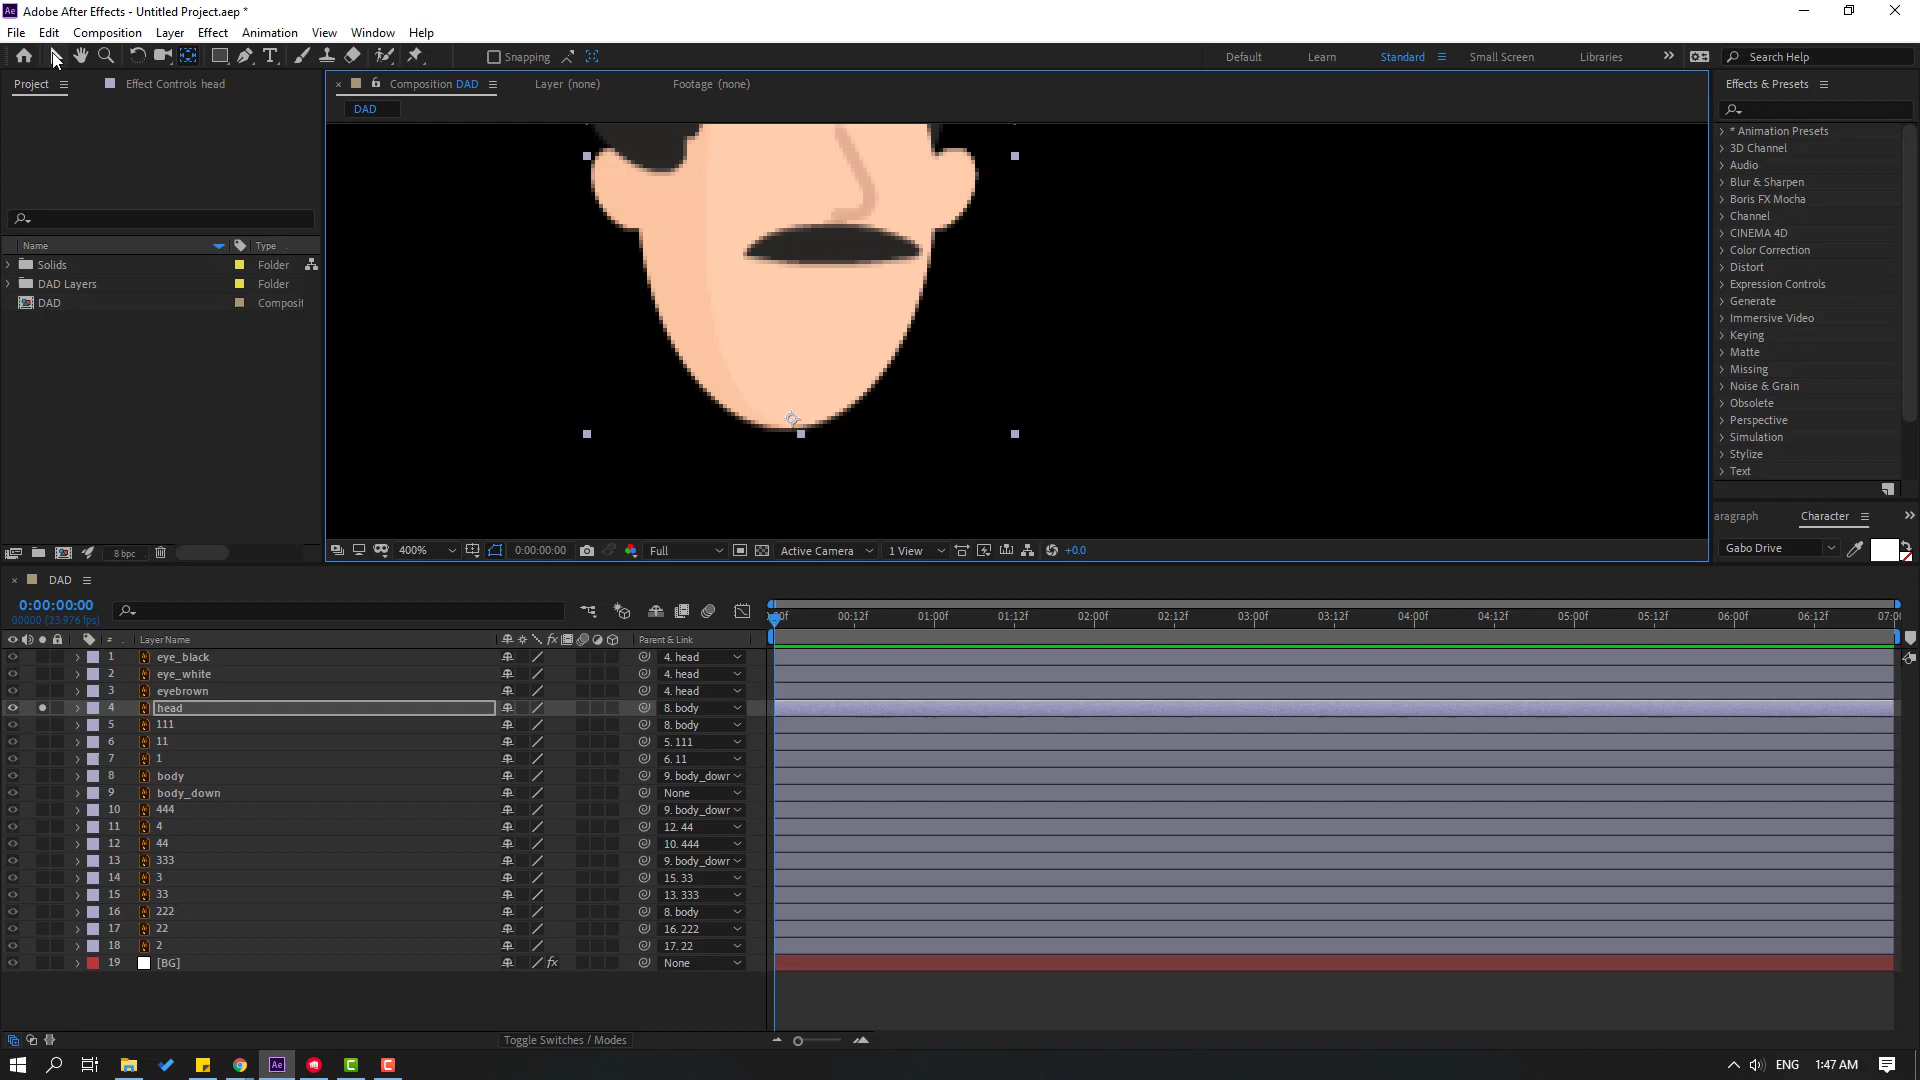 Adobe After Effects - Untitled Project.aep *
File Edit Composition Layer Effect Animation View Window Help
Snapping Default Learn Standard Small Screen Libraries Search Help
Project Effect Controls head Composition DAD Layer (none) Footage (none) Effects & Presets
DAD
* Animation Presets
3D Channel
Audio
Blur & Sharpen
Boris FX Mocha
Channel
CINEMA 4D
Color Correction
Distort
Expression Controls
Generate
Immersive Video
Keying
Matte
Missing
Noise & Grain
Obsolete
Perspective
Simulation
Stylize
Text
Name Type
Solids Folder
DAD Layers Folder
DAD Composit
aragraph Character
Gabo Drive
8 bpc 400% 0:00:00:00 Full Active Camera 1 View +0.0
DAD
0:00:00:00
00000 (23.976 fps)
:00f 00:12f 01:00f 01:12f 02:00f 02:12f 03:00f 03:12f 04:00f 04:12f 05:00f 05:12f 06:00f 06:12f 07:00
# Layer Name fx Parent & Link
1 eye_black 4. head
2 eye_white 4. head
3 eyebrown 4. head
4 head 8. body
5 111 8. body
6 11 5. 111
7 1 6. 11
8 body 9. body_dowr
9 body_down None
10 444 9. body_dowr
11 4 12. 44
12 44 10. 444
13 333 9. body_dowr
14 3 15. 33
15 33 13. 333
16 222 8. body
17 22 16. 222
18 2 17. 22
19 [BG] fx None
Toggle Switches / Modes
Ae ENG 1:47 AM